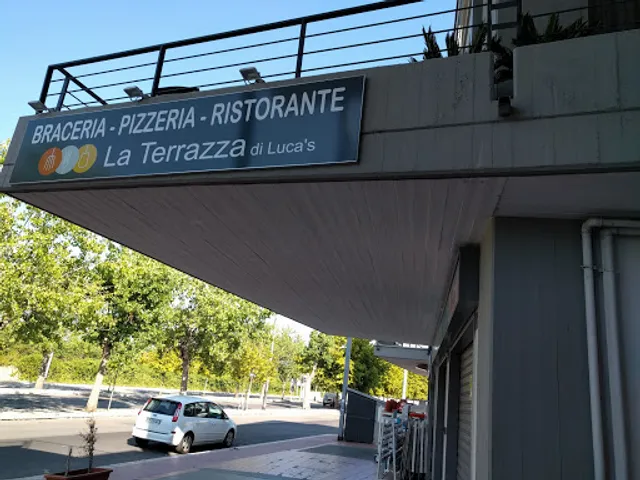 BRACERIA - PIZZERIA - RISTORANTE
La Terrazza di Luca's